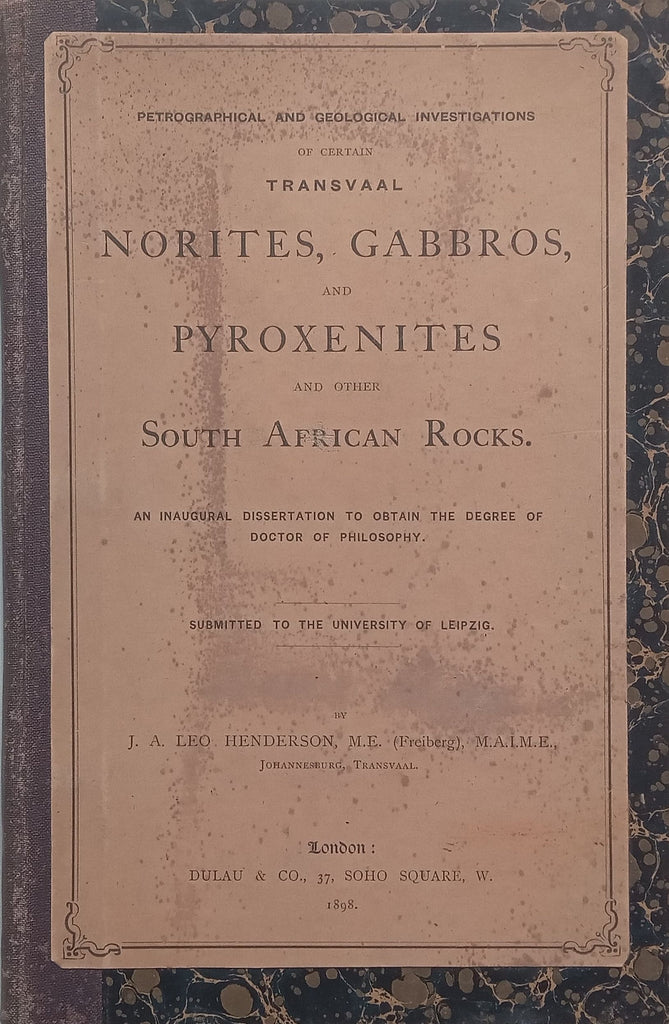 PETROGRAPHICAL AND GEOLOGICAL INVESTIGATIONS
OF CERTAIN
TRANSVAAL
NORITES, GABBROS,
AND
PYROXENITES
AND OTHER
SOUTH AFRICAN ROCKS.
AN INAUGURAL DISSERTATION TO OBTAIN THE DEGREE OF
DOCTOR OF PHILOSOPHY.
SUBMITTED TO THE UNIVERSITY OF LEIPZIG.
BY
J. A. LEO HENDERSON, M.E. (Freiberg), M.A.I.M.E.,
JOHANNESBURG, TRANSVAAL.
London:
DULAU & CO., 37, SOHO SQUARE, W.
1898.